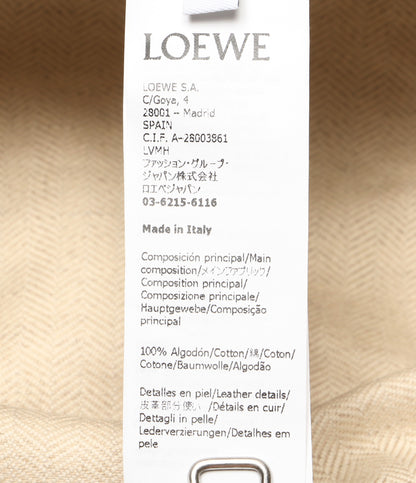 LOEWE
LOEWE S.A.
C/Goya, 4
28001 – Madrid
SPAIN
C.I.F. A-28003861
LVMH
ファッション・グループ・
ジャパン株式会社
ロエベジャパン
03-6215-6116
Made in Italy
Composición principal/Main
composition/メインファブリック/
Composition principal/
Composizione principale/
Hauptgewebe/Composição
principal
100% Algodón/Cotton/綿/Coton/
Cotone/Baumwolle/Algodão
Detalles en piel/Leather details/
皮革部分使い/Détails en cuir/
Dettagli in pelle/
Lederverzierungen/Detalhes em
pele